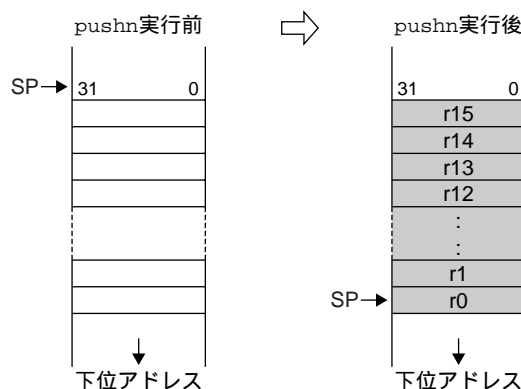 pushn実行前
pushn実行後
SP
31 0
31 0
r15
r14
r13
r12
:
:
r1
SP
r0
下位アドレス
下位アドレス